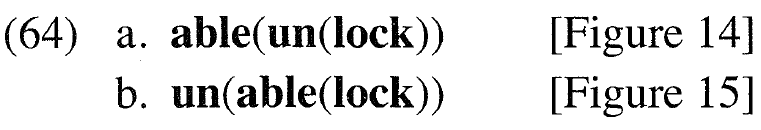 (64) a. able(un(lock)) [Figure 14]
b. un(able(lock)) [Figure 15]